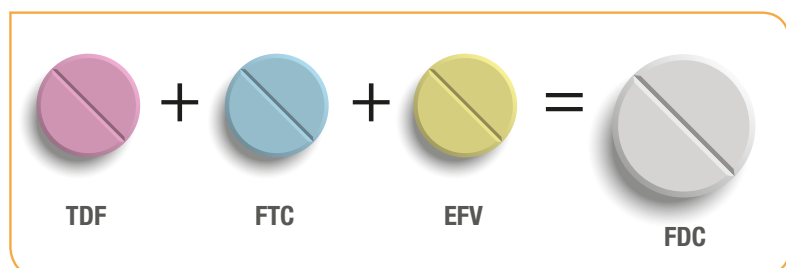 + + =
TDF FTC EFV
FDC